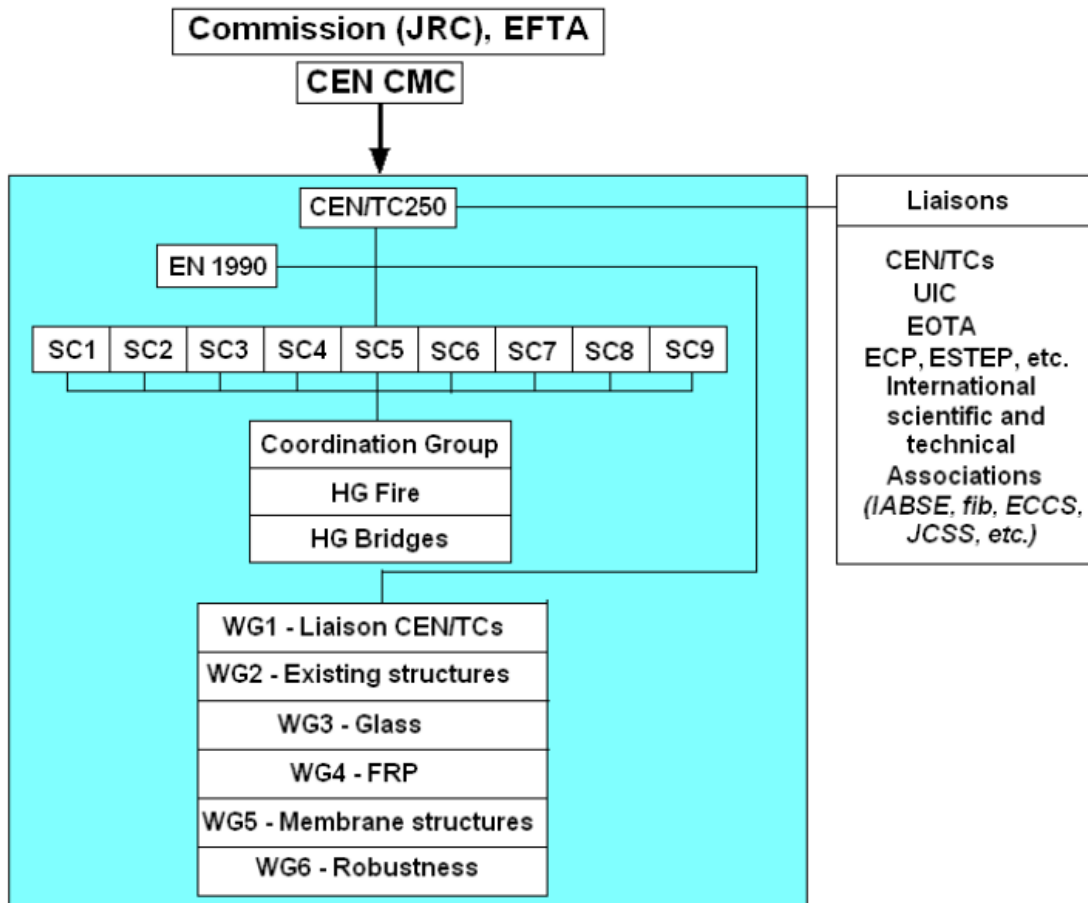 Commission (JRC), EFTA
CEN CMC
CEN/TC250
EN 1990
SC1 SC2 SC3 SC4 SC5 SC6 SC7 SC8 SC9
Coordination Group
HG Fire
HG Bridges
WG1 - Liaison CEN/TCs
WG2 - Existing structures
WG3 - Glass
WG4 - FRP
WG5 - Membrane structures
WG6 - Robustness
Liaisons
CEN/TCs
UIC
EOTA
ECP, ESTEP, etc.
International
scientific and
technical
Associations
(IABSE, fib, ECCS,
JCSS, etc.)